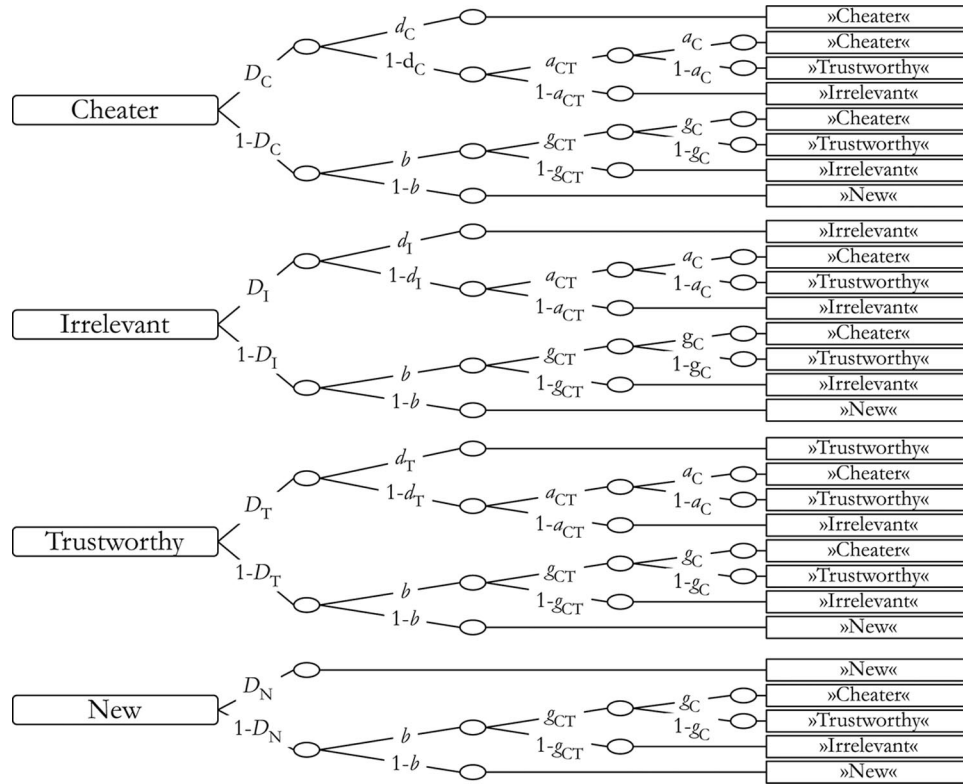 d_C »Cheater«
D_C 1-d_C a_CT a_C »Cheater«
1-a_C »Trustworthy«
1-a_CT »Irrelevant«
Cheater
1-D_C b g_CT g_C »Cheater«
1-g_C »Trustworthy«
1-g_CT »Irrelevant«
1-b »New«
d_I »Irrelevant«
D_I 1-d_I a_CT a_C »Cheater«
1-a_C »Trustworthy«
1-a_CT »Irrelevant«
Irrelevant
1-D_I b g_CT g_C »Cheater«
1-g_C »Trustworthy«
1-g_CT »Irrelevant«
1-b »New«
d_T »Trustworthy«
D_T 1-d_T a_CT a_C »Cheater«
1-a_C »Trustworthy«
1-a_CT »Irrelevant«
Trustworthy
1-D_T b g_CT g_C »Cheater«
1-g_C »Trustworthy«
1-g_CT »Irrelevant«
1-b »New«
D_N »New«
New
1-D_N b g_CT g_C »Cheater«
1-g_C »Trustworthy«
1-g_CT »Irrelevant«
1-b »New«